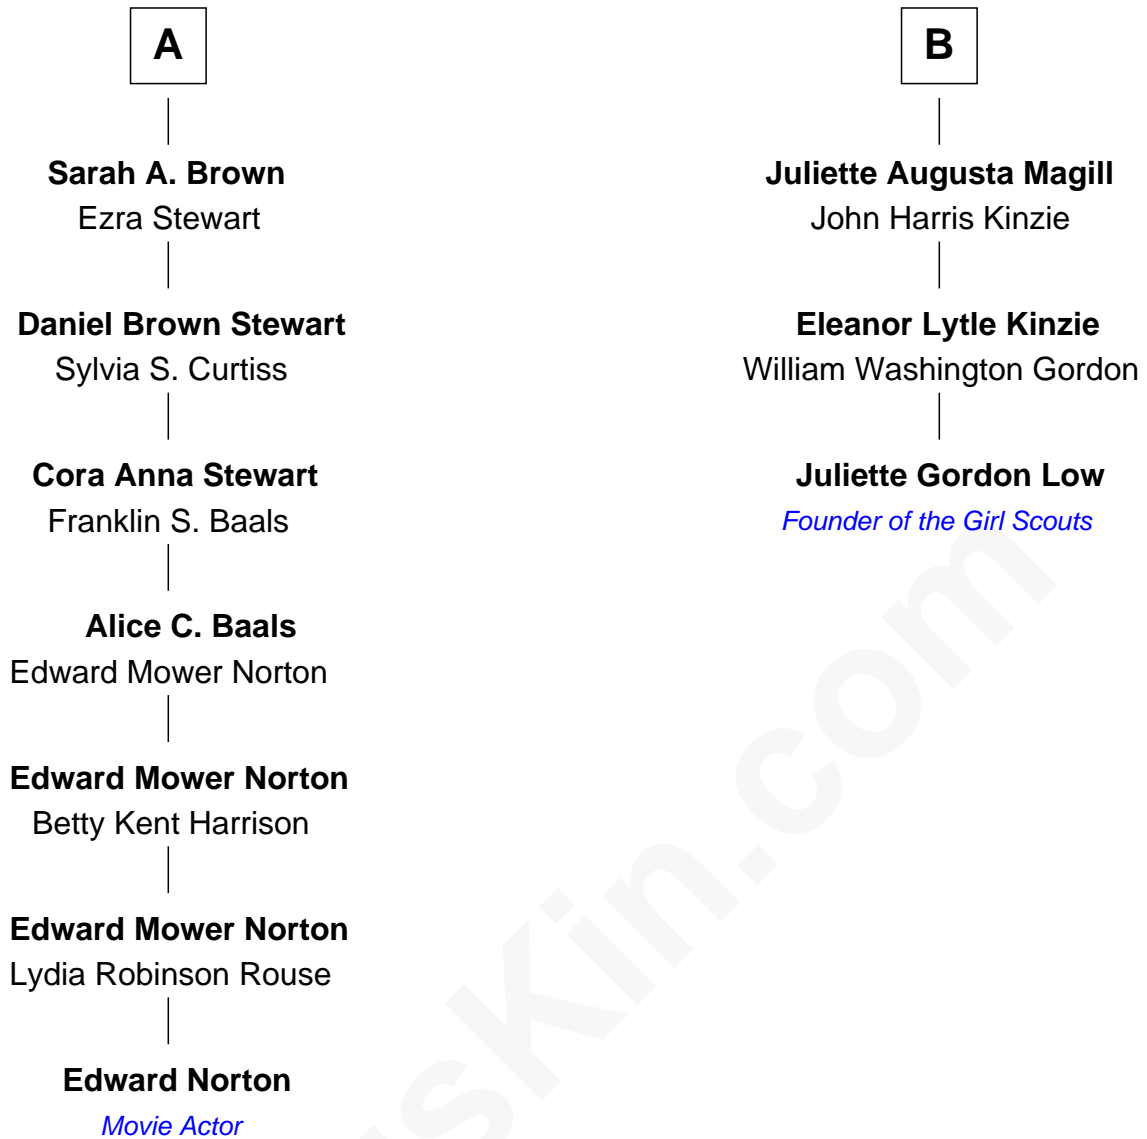 A
Sarah A. Brown
Ezra Stewart
Daniel Brown Stewart
Sylvia S. Curtiss
Cora Anna Stewart
Franklin S. Baals
Alice C. Baals
Edward Mower Norton
Edward Mower Norton
Betty Kent Harrison
Edward Mower Norton
Lydia Robinson Rouse
Edward Norton
Movie Actor
B
Juliette Augusta Magill
John Harris Kinzie
Eleanor Lytle Kinzie
William Washington Gordon
Juliette Gordon Low
Founder of the Girl Scouts